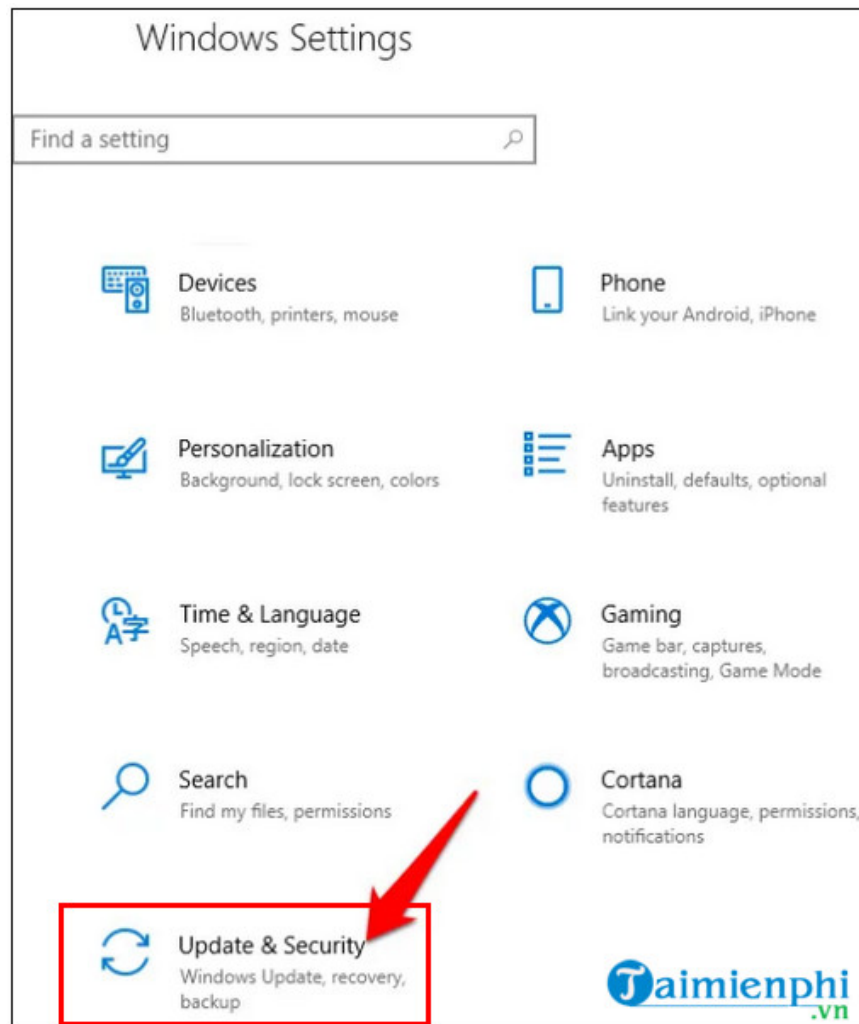 Windows Settings
Find a setting
Devices
Bluetooth, printers, mouse
Phone
Link your Android, iPhone
Personalization
Background, lock screen, colors
Apps
Uninstall, defaults, optional
features
Time & Language
Speech, region, date
Gaming
Game bar, captures,
broadcasting, Game Mode
Search
Find my files, permissions
Cortana
Cortana language, permissions,
notifications
Update & Security
Windows Update, recovery,
backup
Taimienphi
.vn